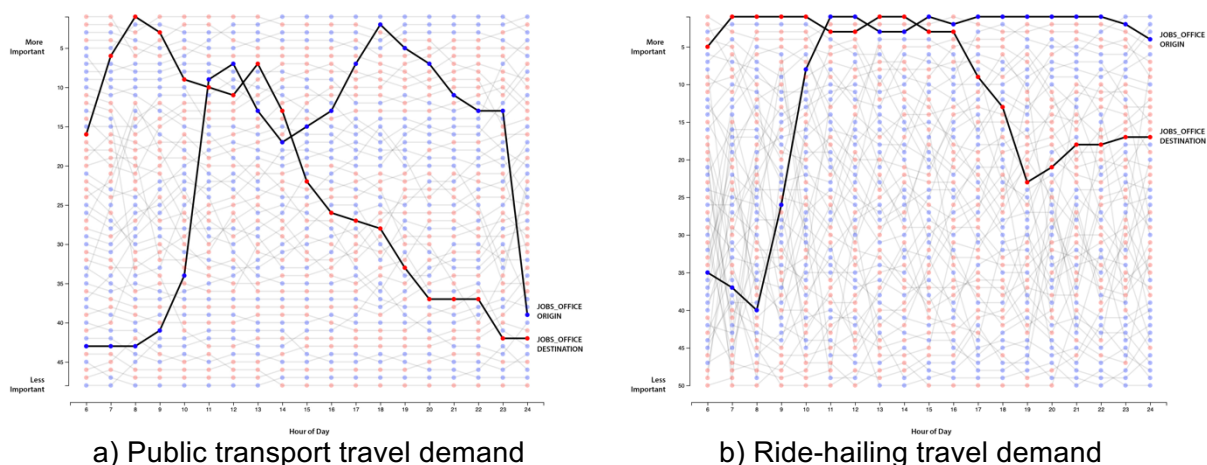 More
Important
5
10
15
20
25
30
35
40
45
Less
Important
6 7 8 9 10 11 12 13 14 15 16 17 18 19 20 21 22 23 24
Hour of Day
JOBS_OFFICE
ORIGIN
JOBS_OFFICE
DESTINATION
a) Public transport travel demand
More
Important
5
10
15
20
25
30
35
40
45
50
Less
Important
6 7 8 9 10 11 12 13 14 15 16 17 18 19 20 21 22 23 24
Hour of Day
JOBS_OFFICE
ORIGIN
JOBS_OFFICE
DESTINATION
b) Ride-hailing travel demand